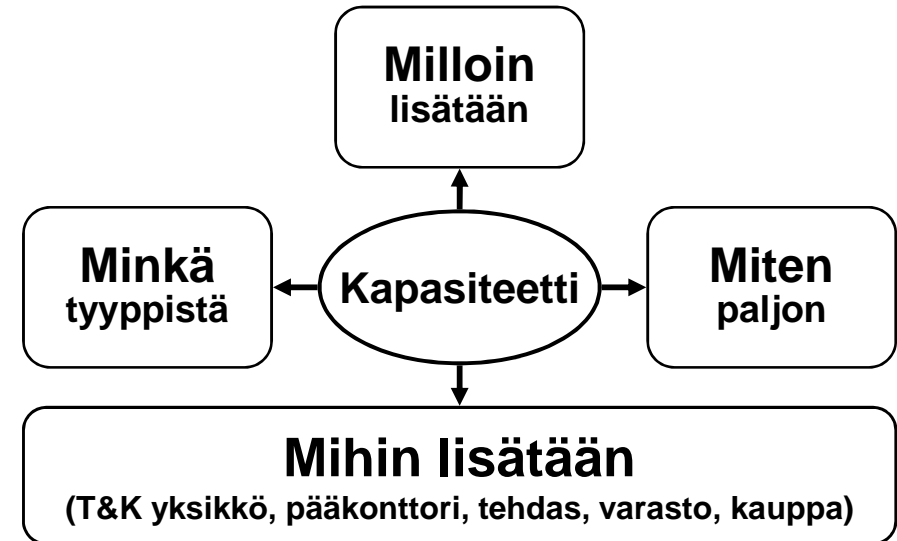 Milloin
lisätään
Minkä
tyyppistä
Kapasiteetti
Miten
paljon
Mihin lisätään
(T&K yksikkö, pääkonttori, tehdas, varasto, kauppa)